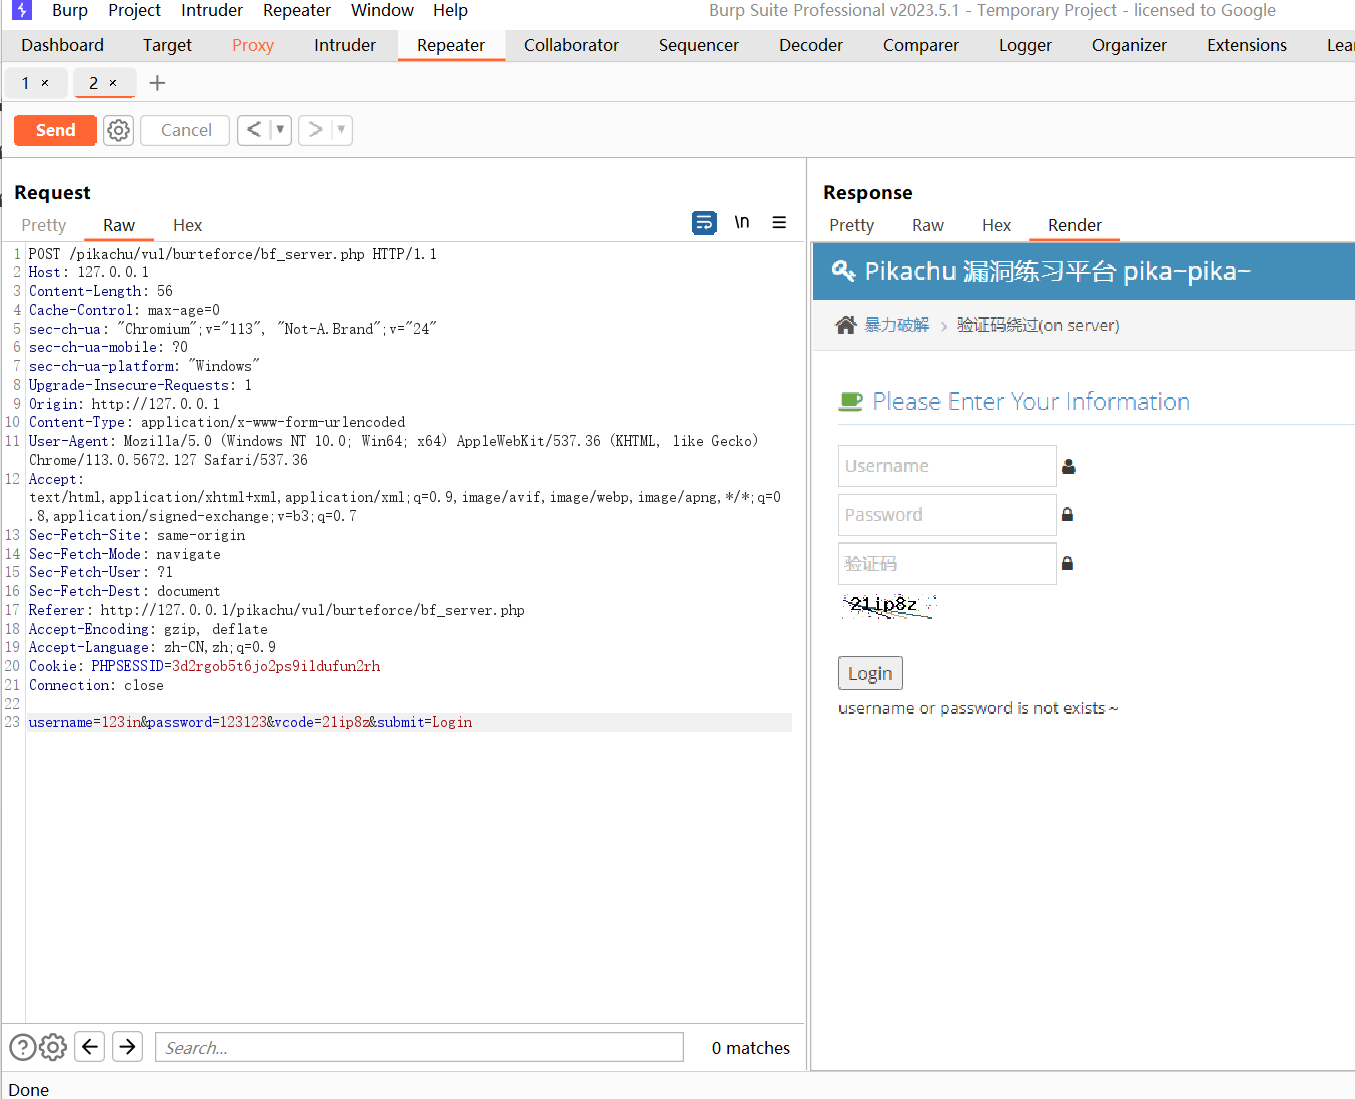 Burp Project Intruder Repeater Window Help
Burp Suite Professional v2023.5.1 - Temporary Project - licensed to Google
Dashboard Target Proxy Intruder Repeater Collaborator Sequencer Decoder Comparer Logger Organizer Extensions Lear
1 × 2 × +
Send Cancel < ▼ > ▼
Request
Pretty Raw Hex
\n
1 POST /pikachu/vul/burteforce/bf_server.php HTTP/1.1
2 Host: 127.0.0.1
3 Content-Length: 56
4 Cache-Control: max-age=0
5 sec-ch-ua: "Chromium";v="113", "Not-A.Brand";v="24"
6 sec-ch-ua-mobile: ?0
7 sec-ch-ua-platform: "Windows"
8 Upgrade-Insecure-Requests: 1
9 Origin: http://127.0.0.1
10 Content-Type: application/x-www-form-urlencoded
11 User-Agent: Mozilla/5.0 (Windows NT 10.0; Win64; x64) AppleWebKit/537.36 (KHTML, like Gecko)
Chrome/113.0.5672.127 Safari/537.36
12 Accept:
text/html,application/xhtml+xml,application/xml;q=0.9,image/avif,image/webp,image/apng,*/*;q=0
.8,application/signed-exchange;v=b3;q=0.7
13 Sec-Fetch-Site: same-origin
14 Sec-Fetch-Mode: navigate
15 Sec-Fetch-User: ?1
16 Sec-Fetch-Dest: document
17 Referer: http://127.0.0.1/pikachu/vul/burteforce/bf_server.php
18 Accept-Encoding: gzip, deflate
19 Accept-Language: zh-CN,zh;q=0.9
20 Cookie: PHPSESSID=3d2rgob5t6jo2ps9ildufun2rh
21 Connection: close
22
23 username=123in&password=123123&vcode=21ip8z&submit=Login
Search...
0 matches
Done
Response
Pretty Raw Hex Render
Pikachu 漏洞练习平台 pika~pika~
暴力破解 › 验证码绕过(on server)
Please Enter Your Information
Username
Password
验证码
21ip8z
Login
username or password is not exists～